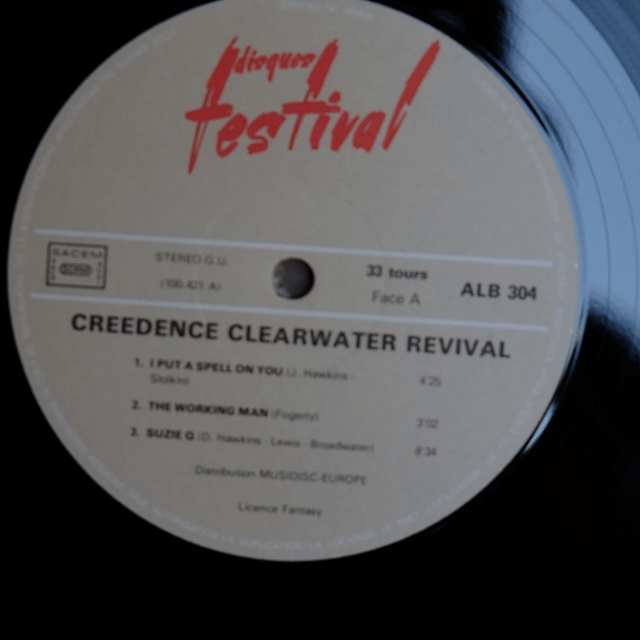 disques
festival
SACEM
STEREO-G.U. 33 tours
(100.421 A) Face A ALB 304
CREEDENCE CLEARWATER REVIVAL
1. I PUT A SPELL ON YOU (J. Hawkins - 4'25
Slotkin)
2. THE WORKING MAN (Fogerty) 3'02
3. SUZIE Q (D. Hawkins - Lewis - Broadwater) 8'34
Distribution MUSIDISC-EUROPE
Licence Fantasy